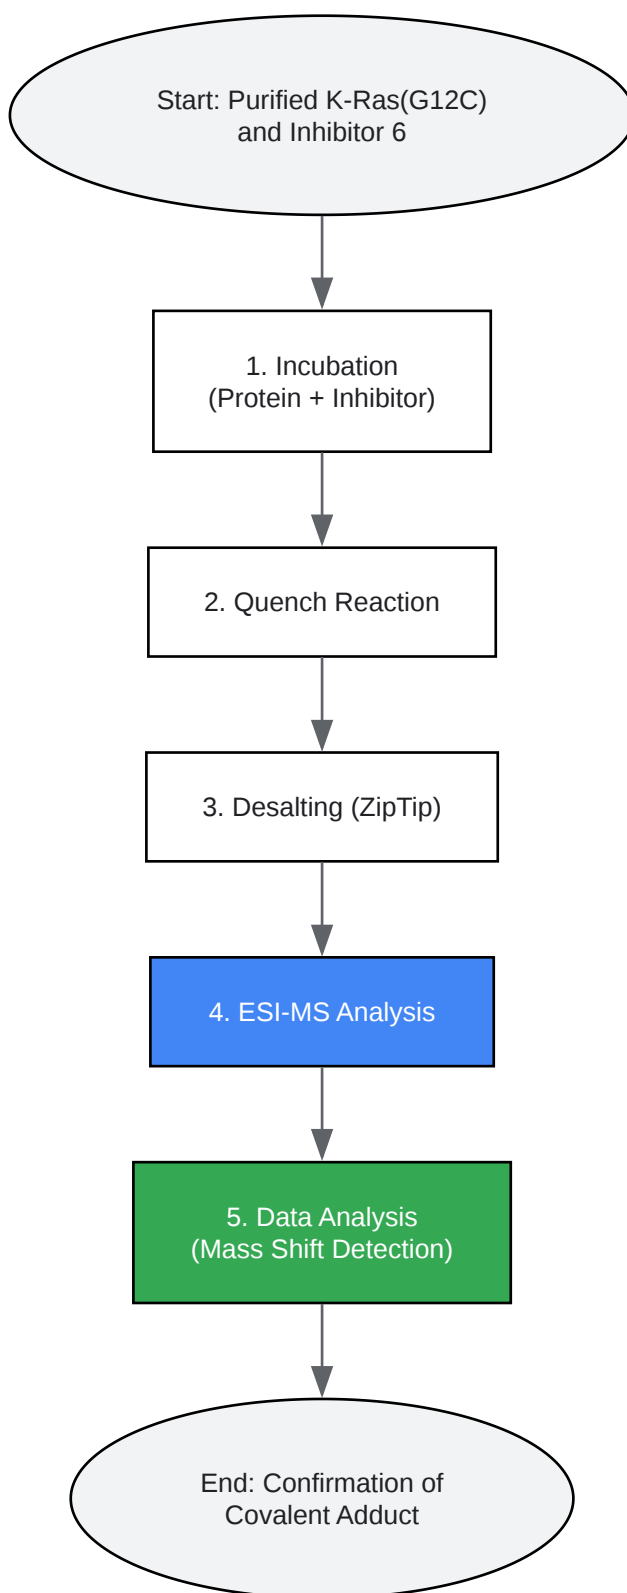 Start: Purified K-Ras(G12C)
and Inhibitor 6
1. Incubation
(Protein + Inhibitor)
2. Quench Reaction
3. Desalting (ZipTip)
4. ESI-MS Analysis
5. Data Analysis
(Mass Shift Detection)
End: Confirmation of
Covalent Adduct